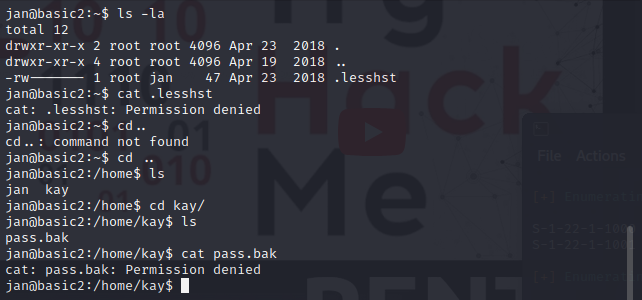 jan@basic2:~$ ls -la
total 12
drwxr-xr-x 2 root root 4096 Apr 23  2018 .
drwxr-xr-x 4 root root 4096 Apr 19  2018 ..
-rw------- 1 root jan    47 Apr 23  2018 .lesshst
jan@basic2:~$ cat .lesshst
cat: .lesshst: Permission denied
jan@basic2:~$ cd..
cd..: command not found
jan@basic2:~$ cd ..
jan@basic2:/home$ ls
jan  kay
jan@basic2:/home$ cd kay/
jan@basic2:/home/kay$ ls
pass.bak
jan@basic2:/home/kay$ cat pass.bak
cat: pass.bak: Permission denied
jan@basic2:/home/kay$
Hack
Me
File Actions